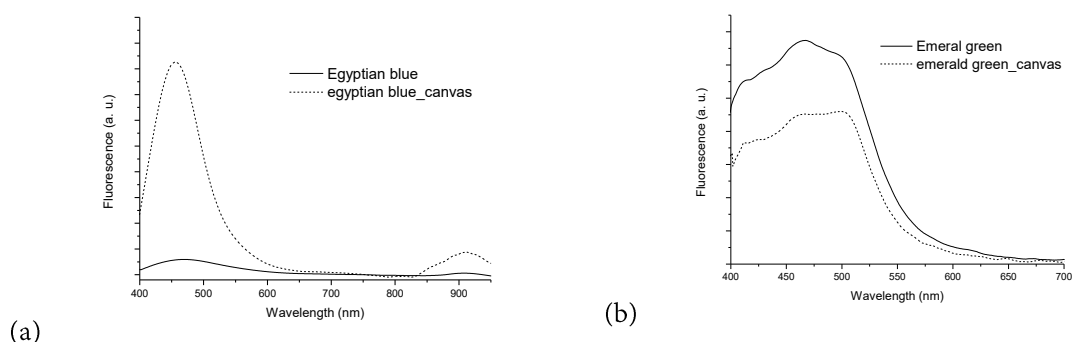 Egyptian blue
egyptian blue_canvas
Fluorescence (a. u.)
400 500 600 700 800 900
Wavelength (nm)
(a)
Emeral green
emerald green_canvas
Fluorescence (a. u.)
400 450 500 550 600 650 700
Wavelength (nm)
(b)